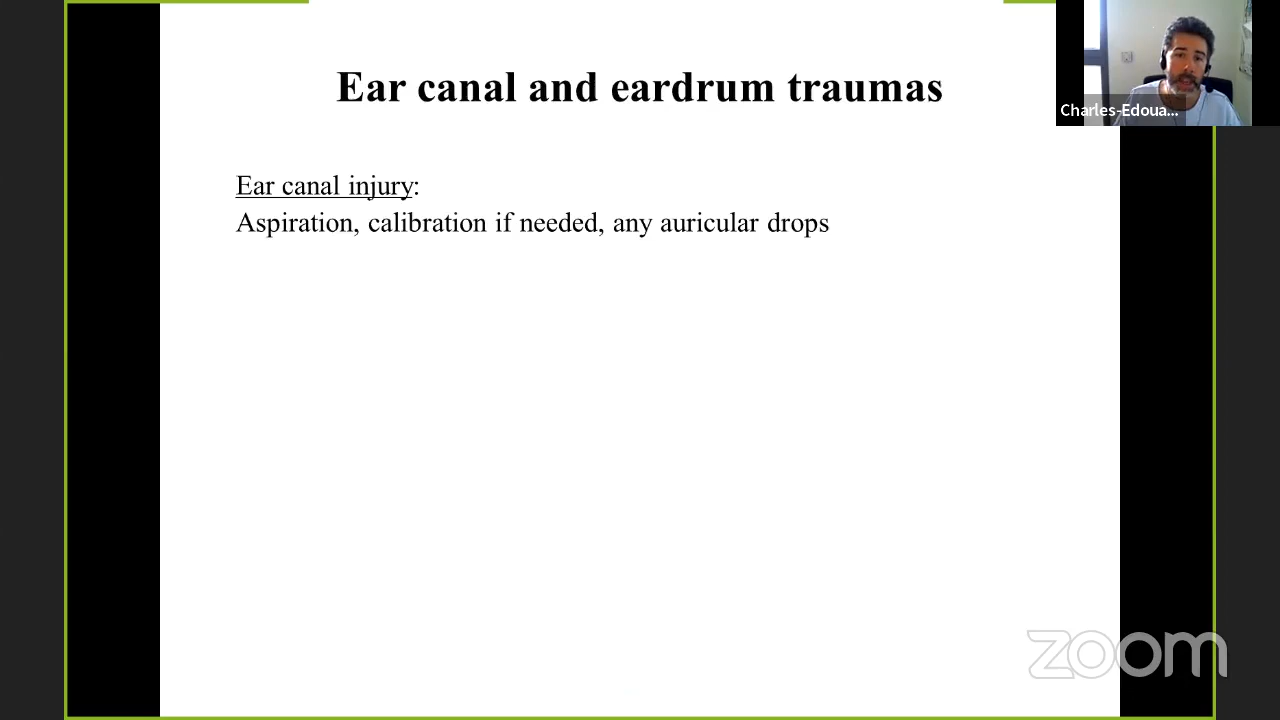 Ear canal and eardrum traumas
Charles-Edoua...
Ear canal injury:
Aspiration, calibration if needed, any auricular drops
zoom